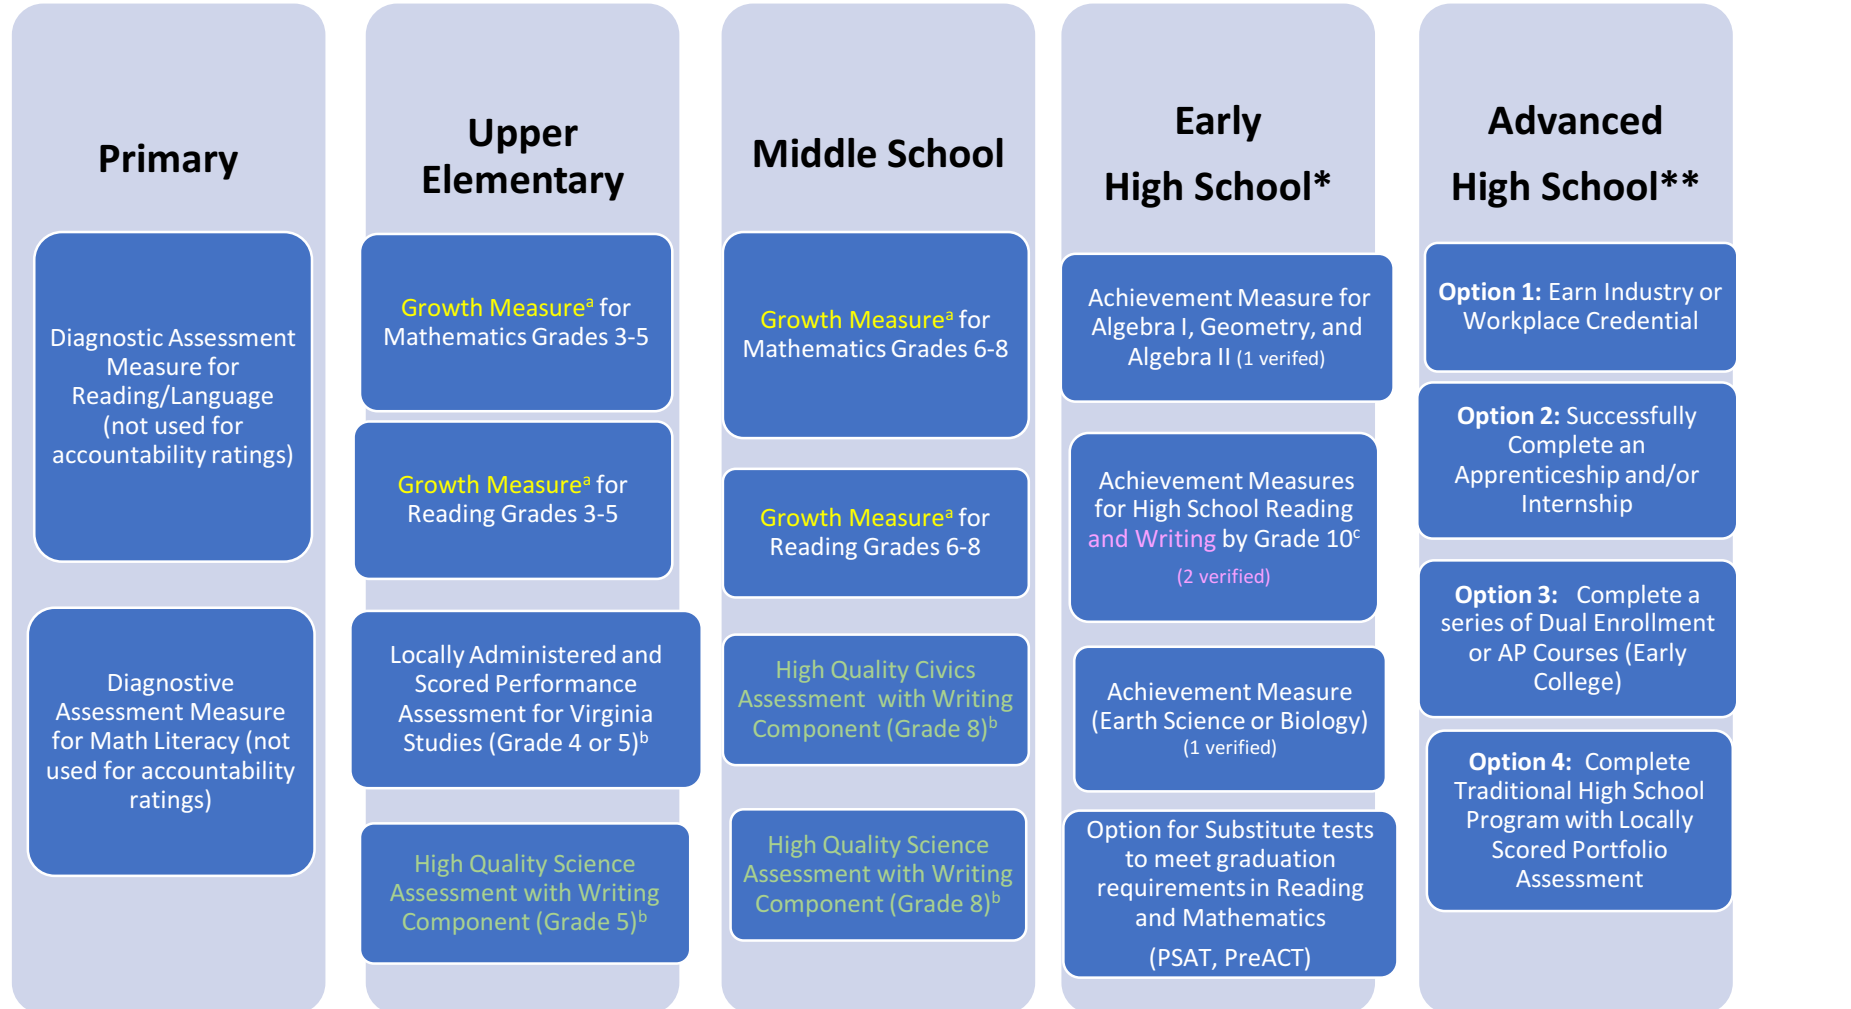 Primary
Diagnostic Assessment
Measure for
Reading/Language
(not used for
accountability ratings)
Diagnostive
Assessment Measure
for Math Literacy (not
used for accountability
ratings)
Upper
Elementary
Growth Measureᵃ for
Mathematics Grades 3-5
Growth Measureᵃ for
Reading Grades 3-5
Locally Administered and
Scored Performance
Assessment for Virginia
Studies (Grade 4 or 5)ᵇ
High Quality Science
Assessment with Writing
Component (Grade 5)ᵇ
Middle School
Growth Measureᵃ for
Mathematics Grades 6-8
Growth Measureᵃ for
Reading Grades 6-8
High Quality Civics
Assessment with Writing
Component (Grade 8)ᵇ
High Quality Science
Assessment with Writing
Component (Grade 8)ᵇ
Early
High School*
Achievement Measure for
Algebra I, Geometry, and
Algebra II (1 verifed)
Achievement Measures
for High School Reading
and Writing by Grade 10ᶜ
(2 verified)
Achievement Measure
(Earth Science or Biology)
(1 verified)
Option for Substitute tests
to meet graduation
requirements in Reading
and Mathematics
(PSAT, PreACT)
Advanced
High School**
Option 1: Earn Industry or
Workplace Credential
Option 2: Successfully
Complete an
Apprenticeship and/or
Internship
Option 3: Complete a
series of Dual Enrollment
or AP Courses (Early
College)
Option 4: Complete
Traditional High School
Program with Locally
Scored Portfolio
Assessment